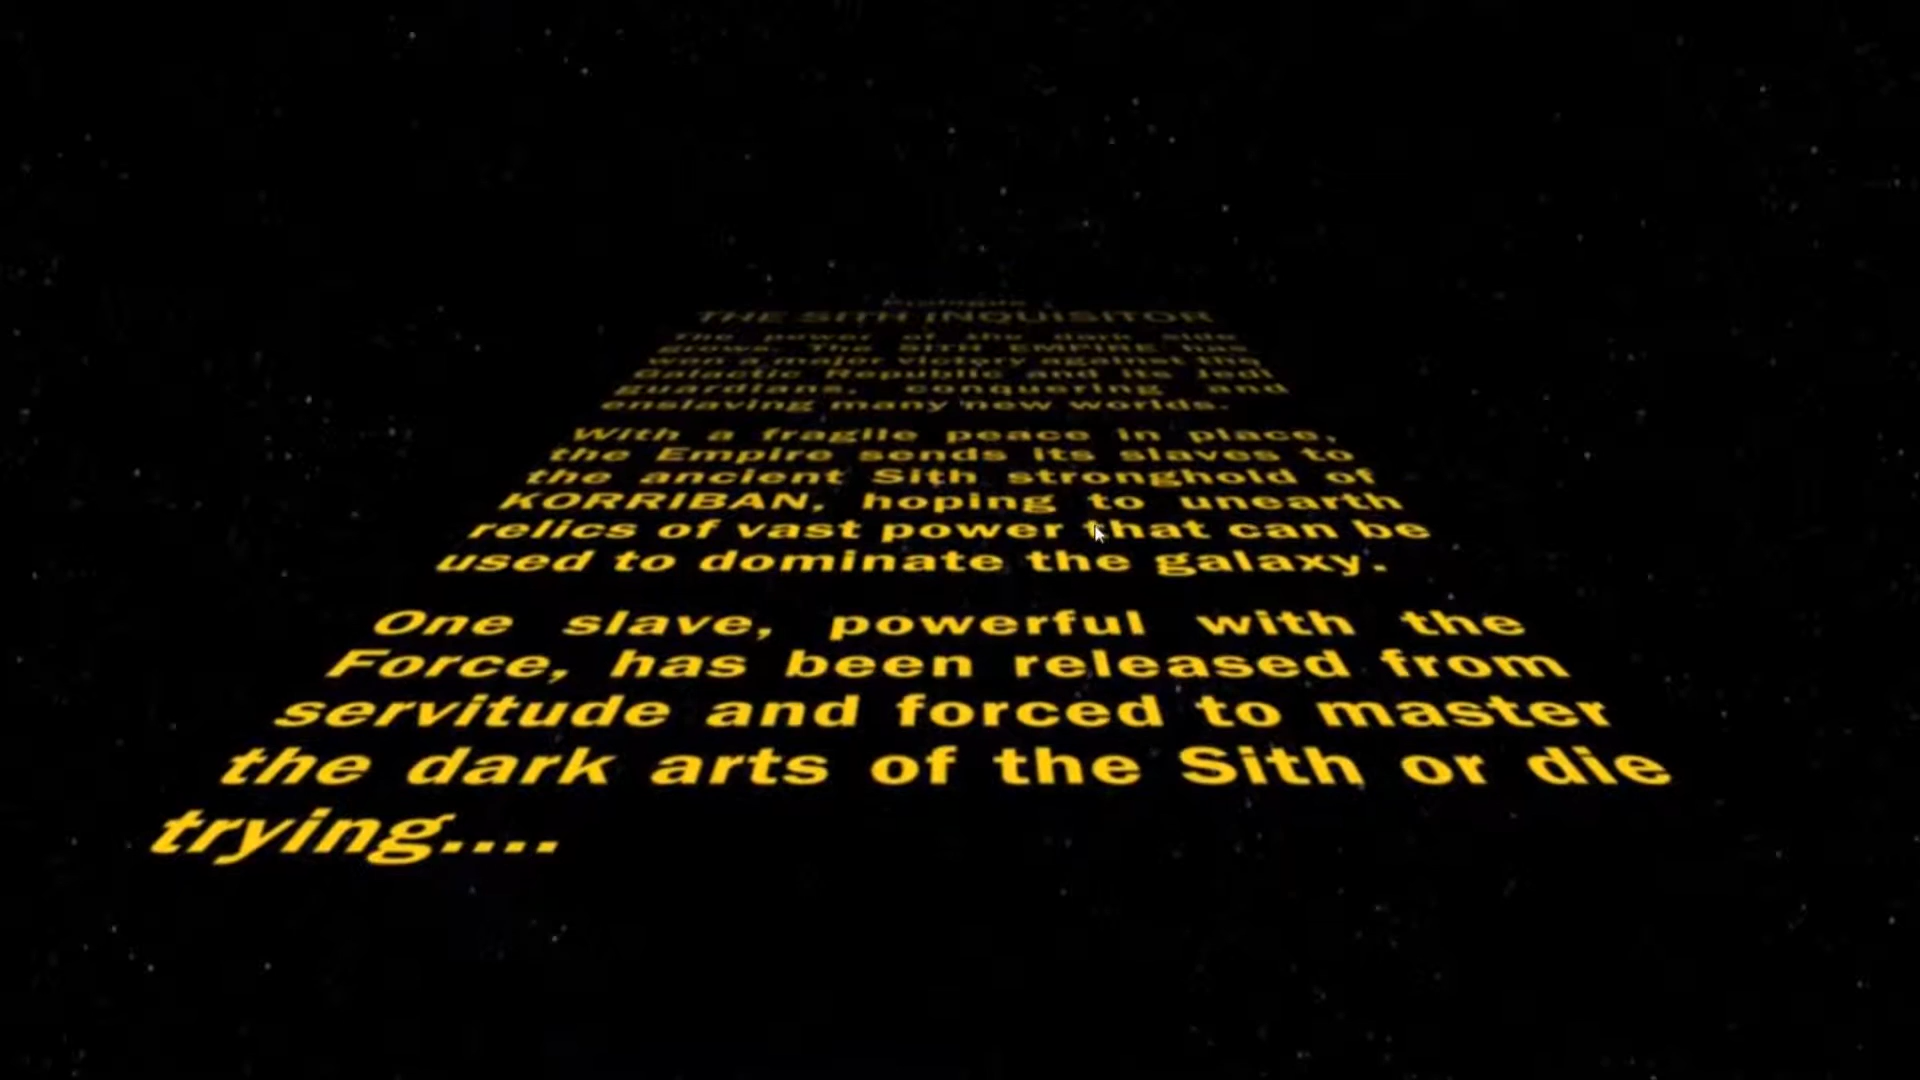 Prologue
THE SITH INQUISITOR
The power of the dark side
grows. The SITH EMPIRE has
won a major victory against the
Galactic Republic and its Jedi
guardians, conquering and
enslaving many new worlds.
With a fragile peace in place,
the Empire sends its slaves to
the ancient Sith stronghold of
KORRIBAN, hoping to unearth
relics of vast power that can be
used to dominate the galaxy.
One slave, powerful with the
Force, has been released from
servitude and forced to master
the dark arts of the Sith or die
trying....